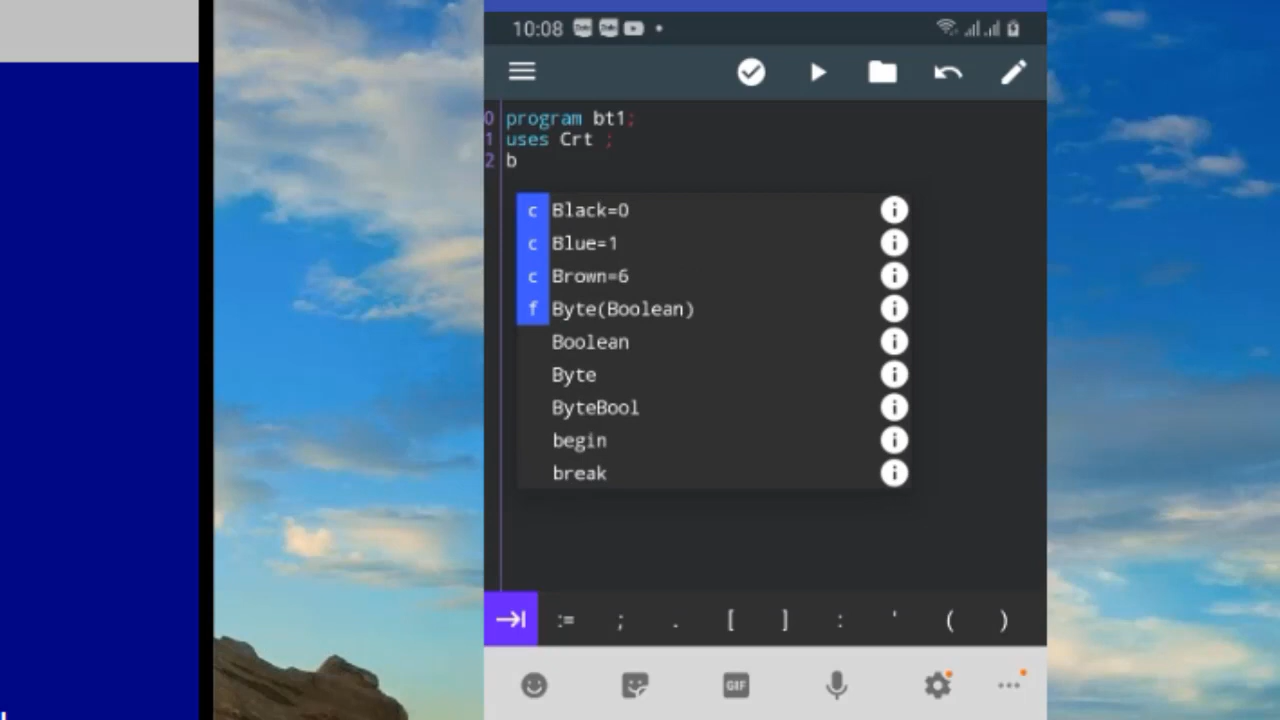 10:08
0 program bt1;
1 uses Crt ;
2 b
c Black=0
c Blue=1
c Brown=6
f Byte(Boolean)
Boolean
Byte
ByteBool
begin
break
:= ; . [ ] : ' ( )
GIF